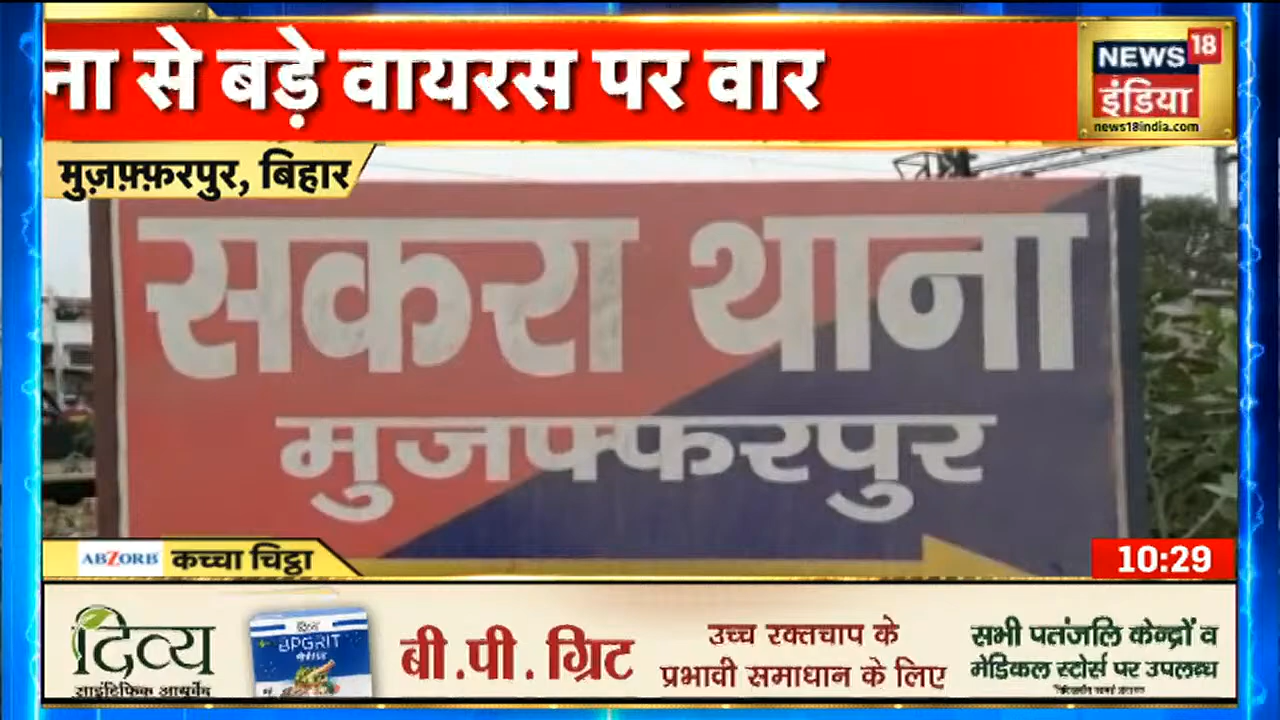 ना से बड़े वायरस पर वार
NEWS 18
इंडिया
news18india.com
मुज़फ़्फ़रपुर, बिहार
सकरा थाना
मुजफ्फरपुर
ABZORB कच्चा चिट्ठा
10:29
दिव्य
साइंटिफिक आयुर्वेद
दिव्य
BPGRIT
बी.पी. ग्रिट
उच्च रक्तचाप के
प्रभावी समाधान के लिए
सभी पतंजलि केन्द्रों व
मेडिकल स्टोर्स पर उपलब्ध